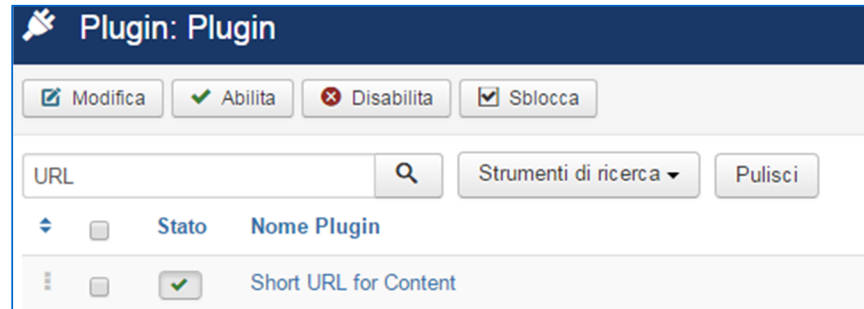 Plugin: Plugin
Modifica Abilita Disabilita Sblocca
URL Strumenti di ricerca Pulisci
Stato Nome Plugin
Short URL for Content